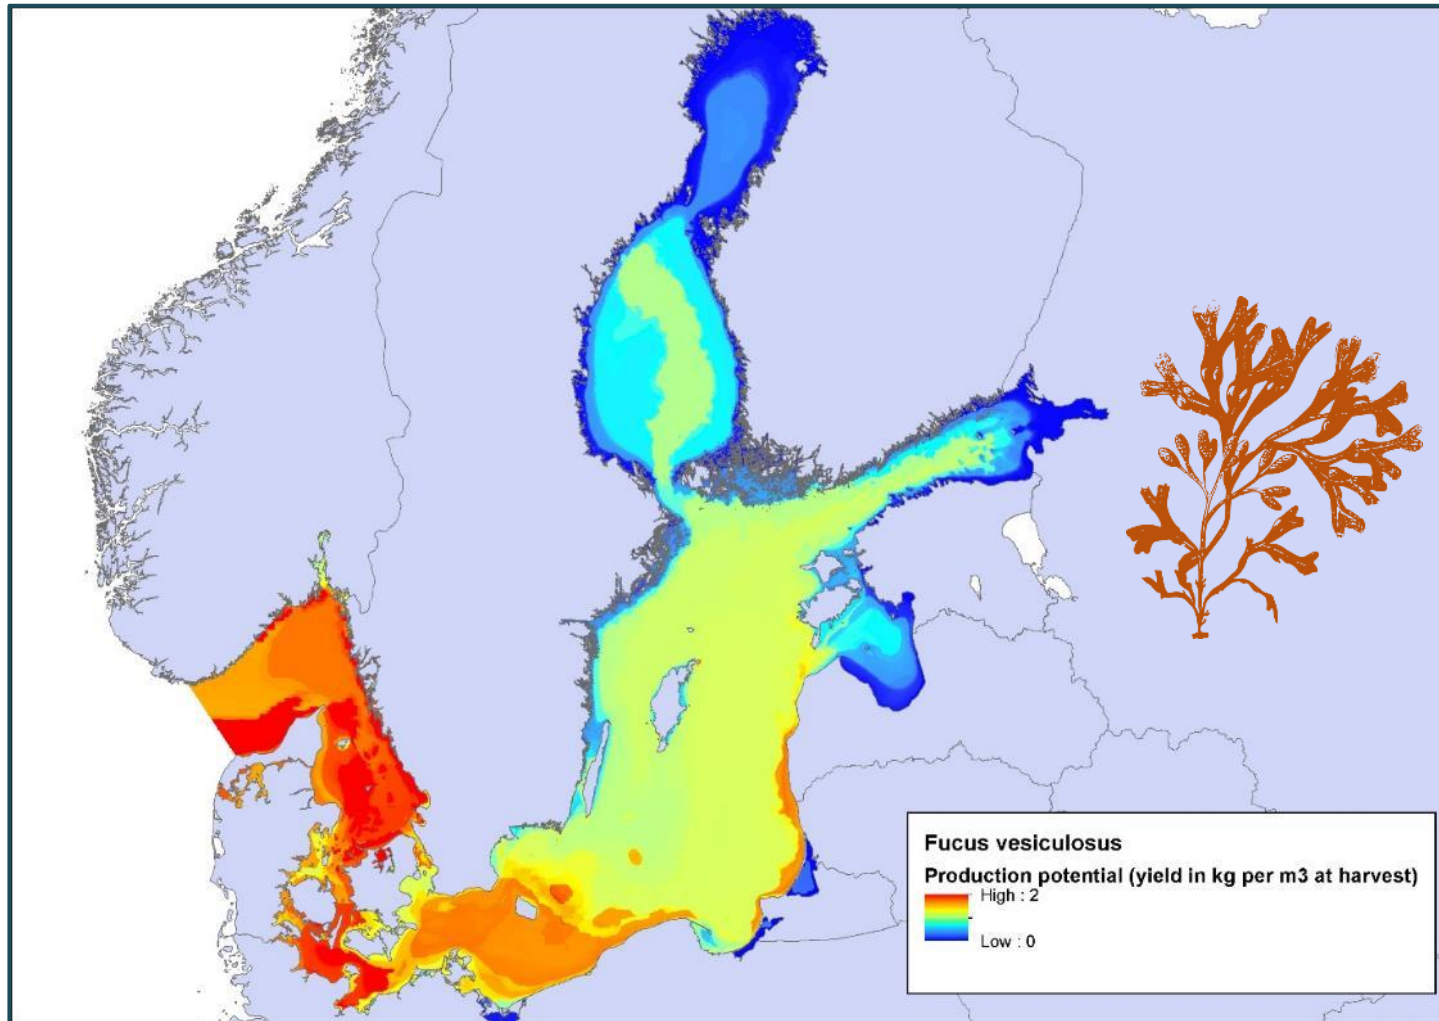 Fucus vesiculosus
Production potential (yield in kg per m3 at harvest)
High : 2
Low : 0